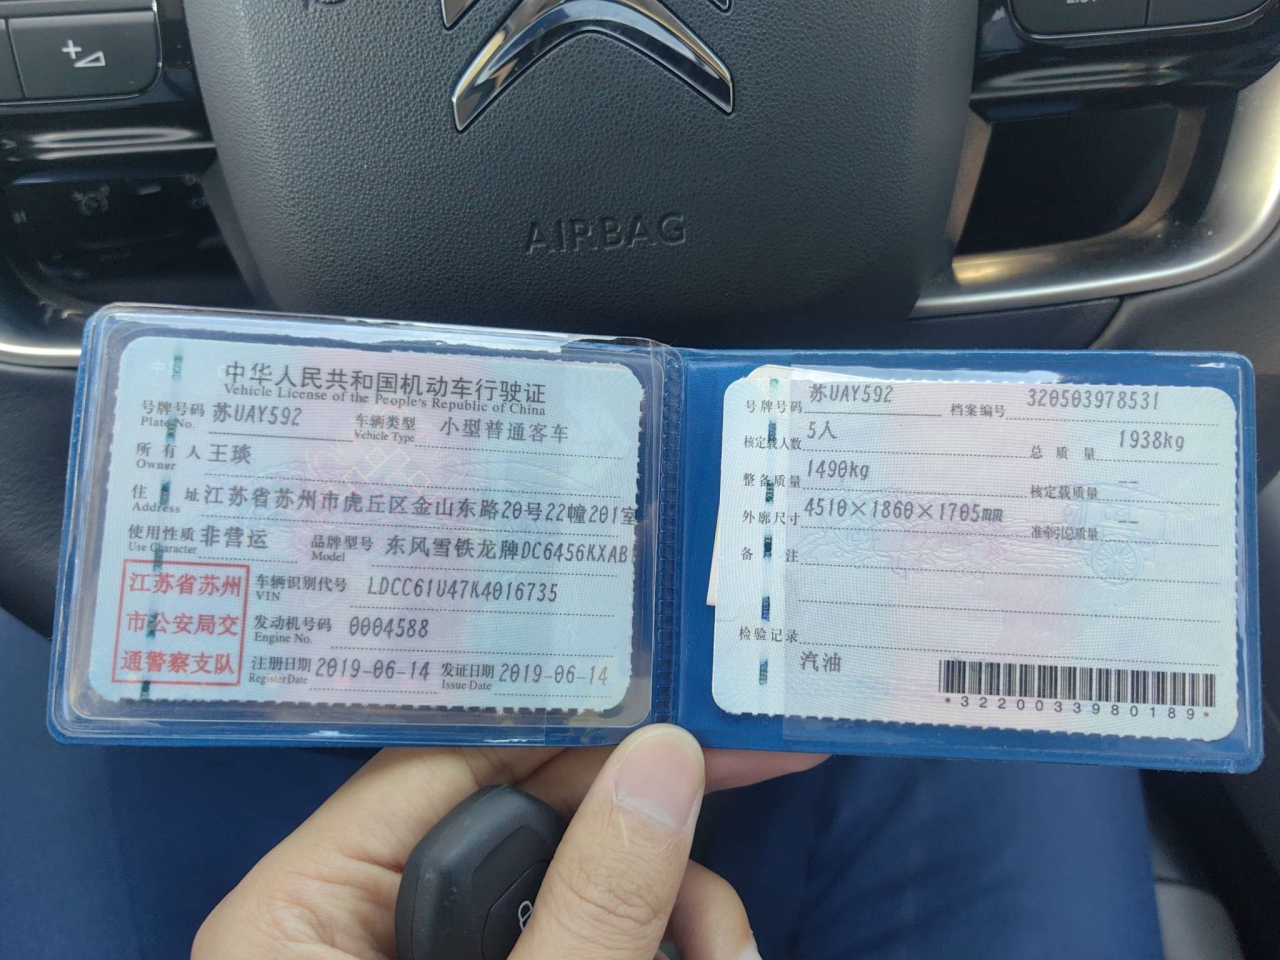 AIRBAG
中华人民共和国机动车行驶证
Vehicle License of the People's Republic of China
号牌号码 苏UAY592 车辆类型 小型普通客车
Plate No. Vehicle Type
所有人 王琰
Owner
住址 江苏省苏州市虎丘区金山东路20号22幢201室
Address
使用性质 非营运 品牌型号 东风雪铁龙牌DC6456KXAB
Use Character Model
江苏省苏州
市公安局交
通警察支队
车辆识别代号 LDCC61U47K4016735
VIN
发动机号码 0004588
Engine No.
注册日期 2019-06-14 发证日期 2019-06-14
Register Date Issue Date
号牌号码 苏UAY592 档案编号 320503978531
核定载人数 5人 总质量 1938kg
整备质量 1490kg 核定载质量 --
外廓尺寸 4510×1860×1705mm 准牵引总质量 --
备注
检验记录
汽油
*3220033980189*